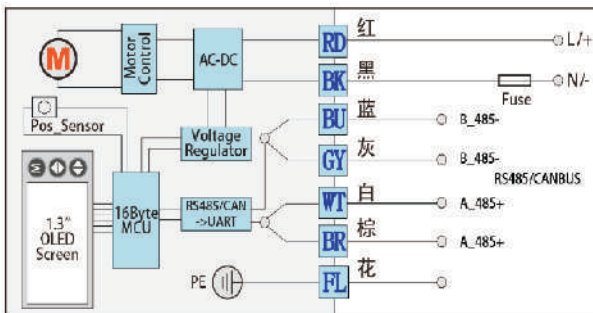 M
Motor Control
AC-DC
RD 红
L/+
BK 黑
N/-
Fuse
Pos_Sensor
Voltage Regulator
BU 蓝
B_485-
GY 灰
B_485-
RS485/CANBUS
1.3"
OLED
Screen
16Byte
MCU
RS485/CAN
->UART
WT 白
A_485+
BR 棕
A_485+
PE
FL 花